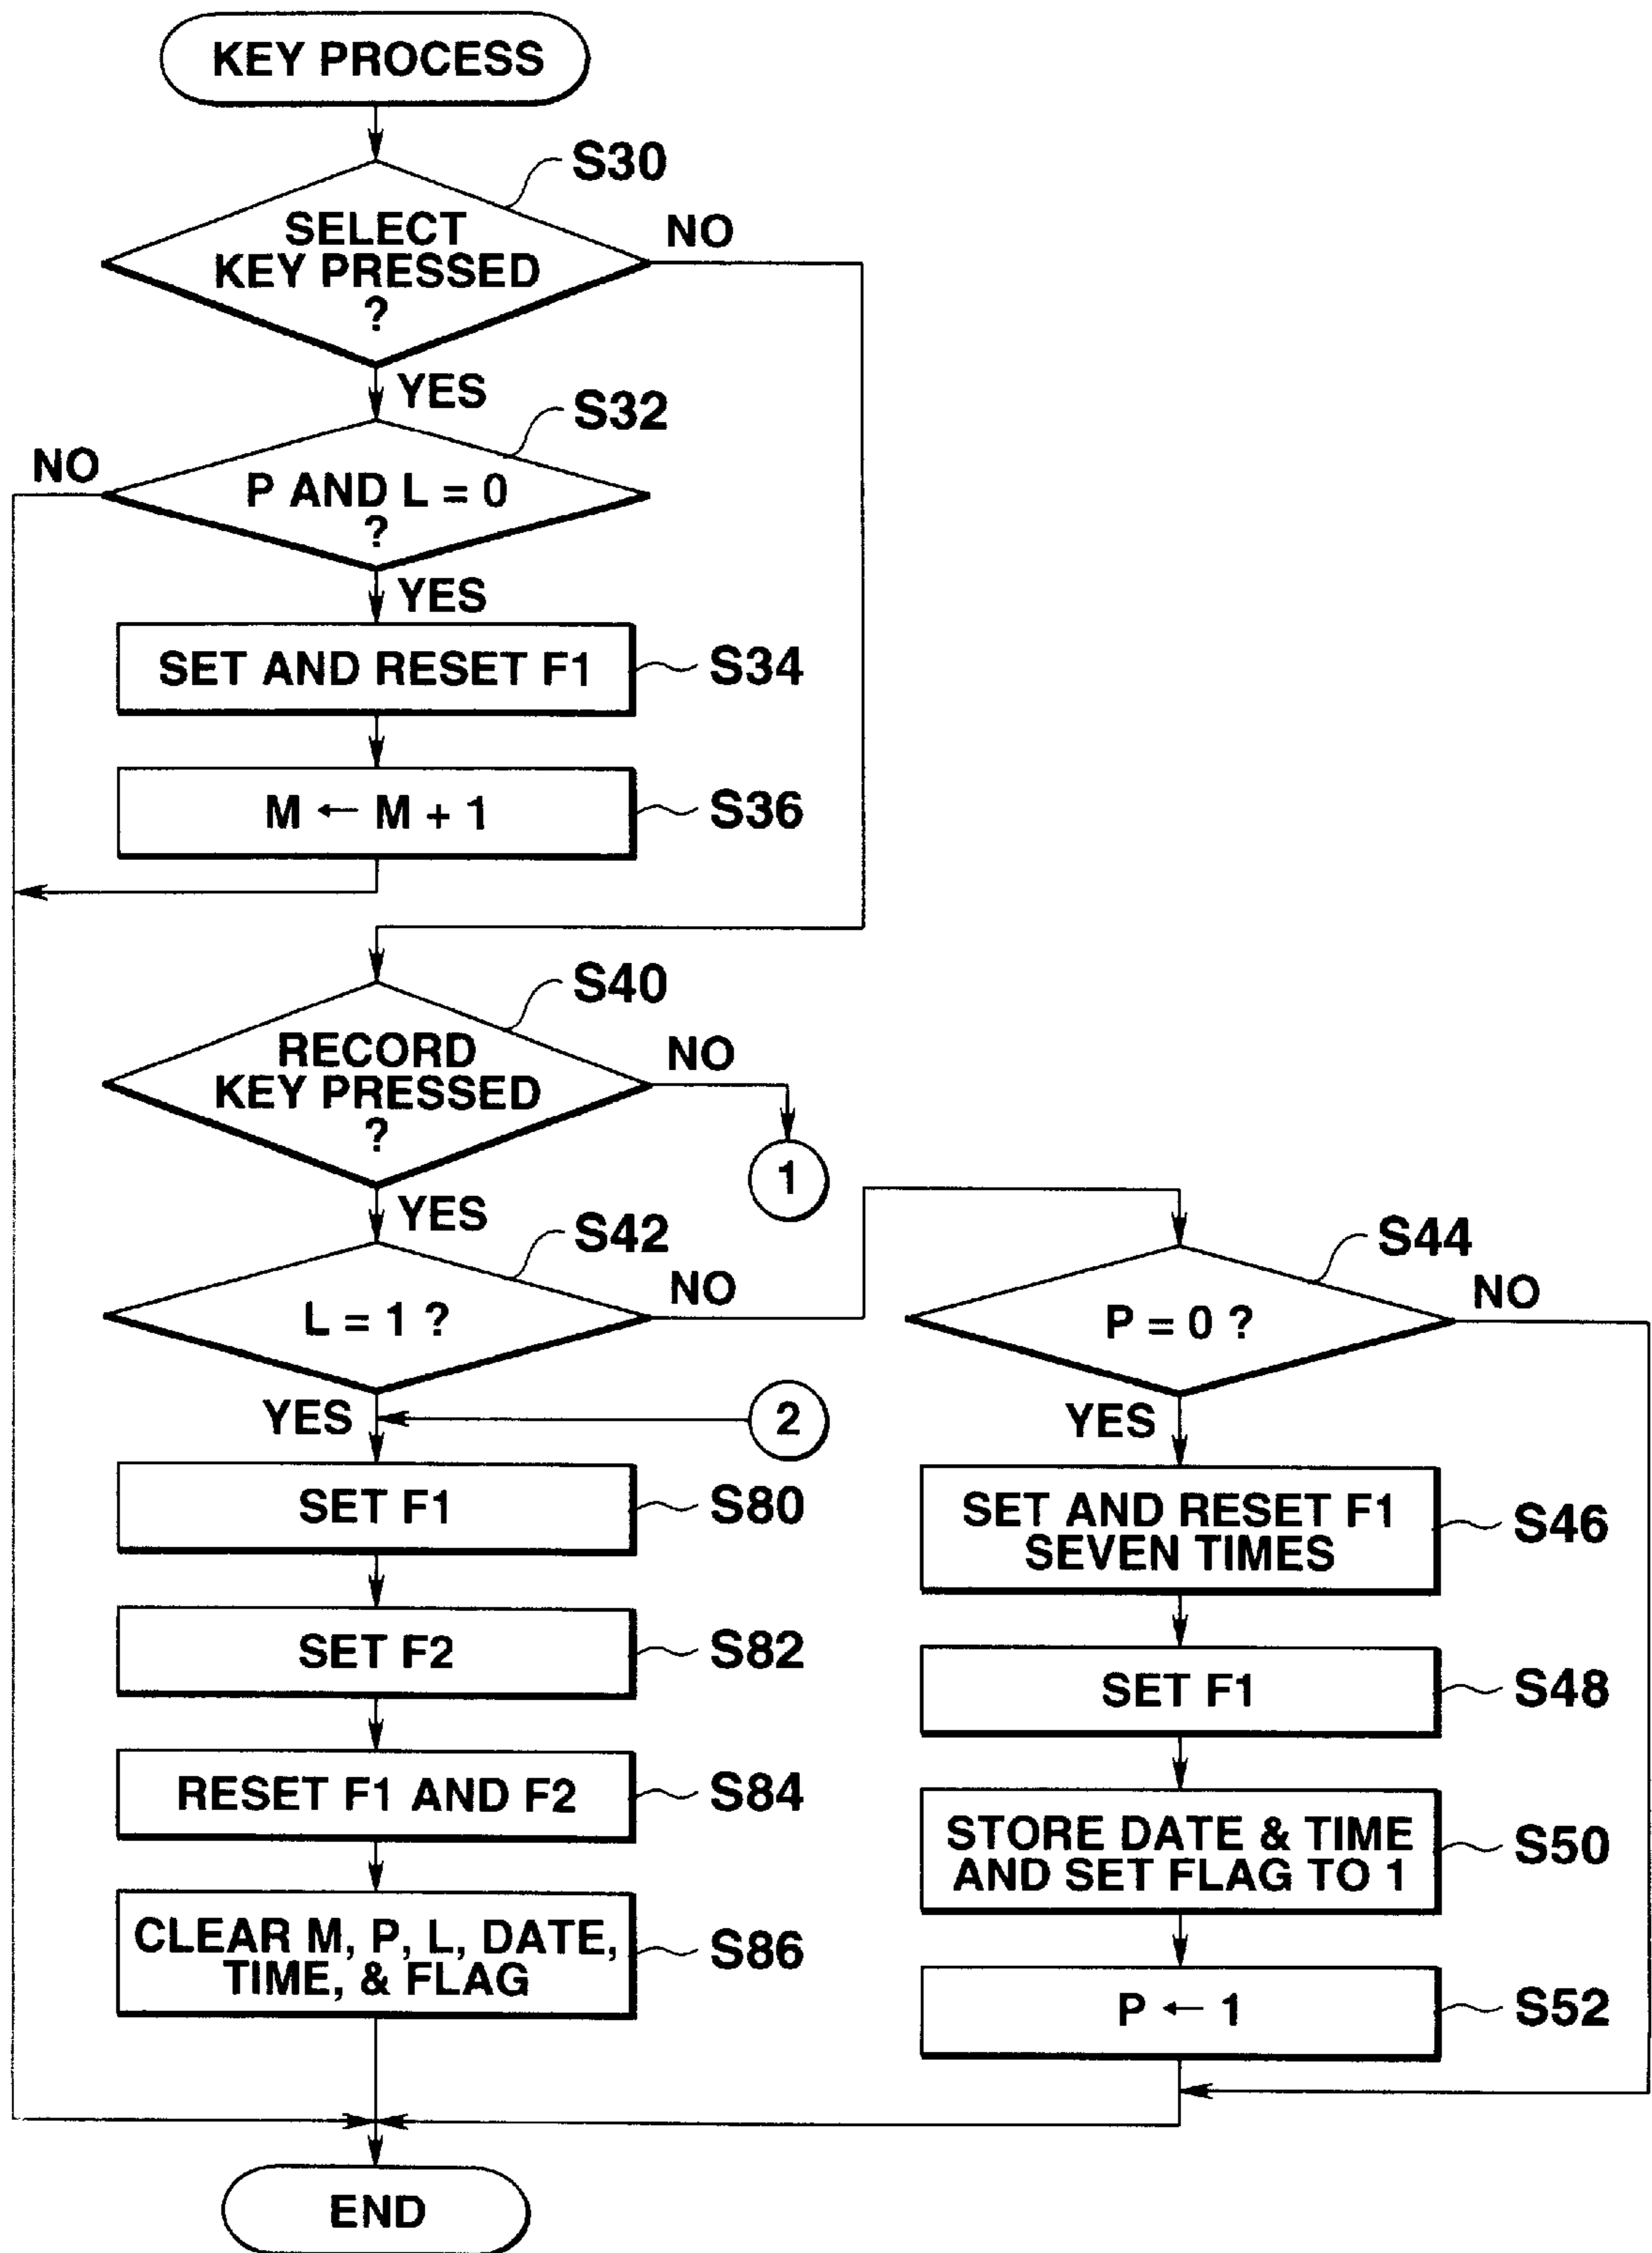 KEY PROCESS
S30
SELECT
KEY PRESSED
?
NO
YES
S32
NO
P AND L = 0
?
YES
SET AND RESET F1
S34
M ← M + 1
S36
S40
RECORD
KEY PRESSED
?
NO
1
YES
S42
L = 1 ?
NO
YES
2
SET F1
S80
SET F2
S82
RESET F1 AND F2
S84
CLEAR M, P, L, DATE,
TIME, & FLAG
S86
S44
P = 0 ?
NO
YES
SET AND RESET F1
SEVEN TIMES
S46
SET F1
S48
STORE DATE & TIME
AND SET FLAG TO 1
S50
P ← 1
S52
END